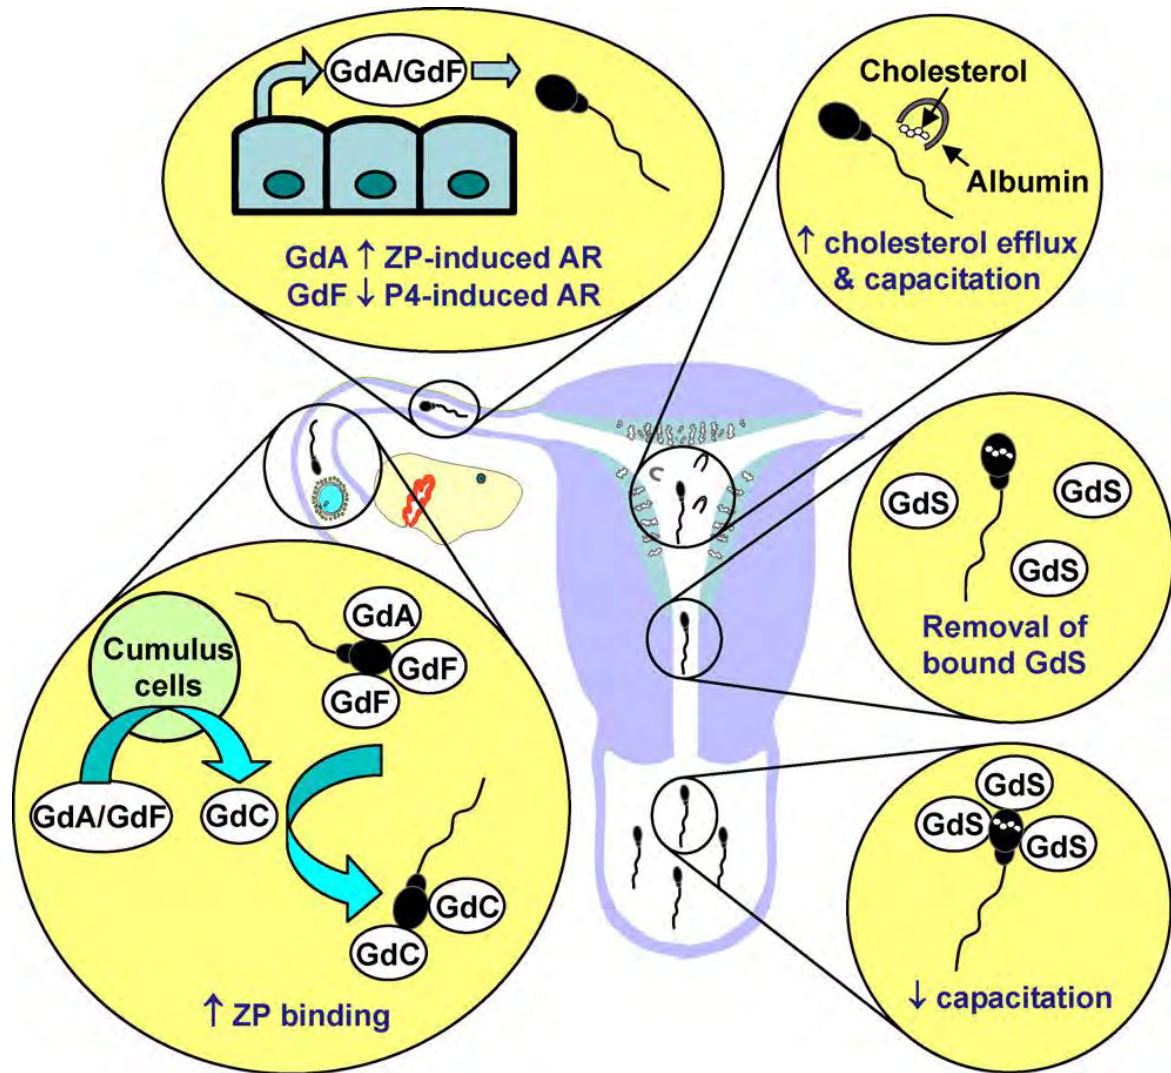 GdA/GdF
GdA ↑ ZP-induced AR
GdF ↓ P4-induced AR
Cholesterol
Albumin
↑ cholesterol efflux
& capacitation
GdS
GdS
GdS
Removal of
bound GdS
GdS
GdS
GdS
↓ capacitation
Cumulus
cells
GdA
GdF
GdF
GdA/GdF
GdC
GdC
GdC
↑ ZP binding